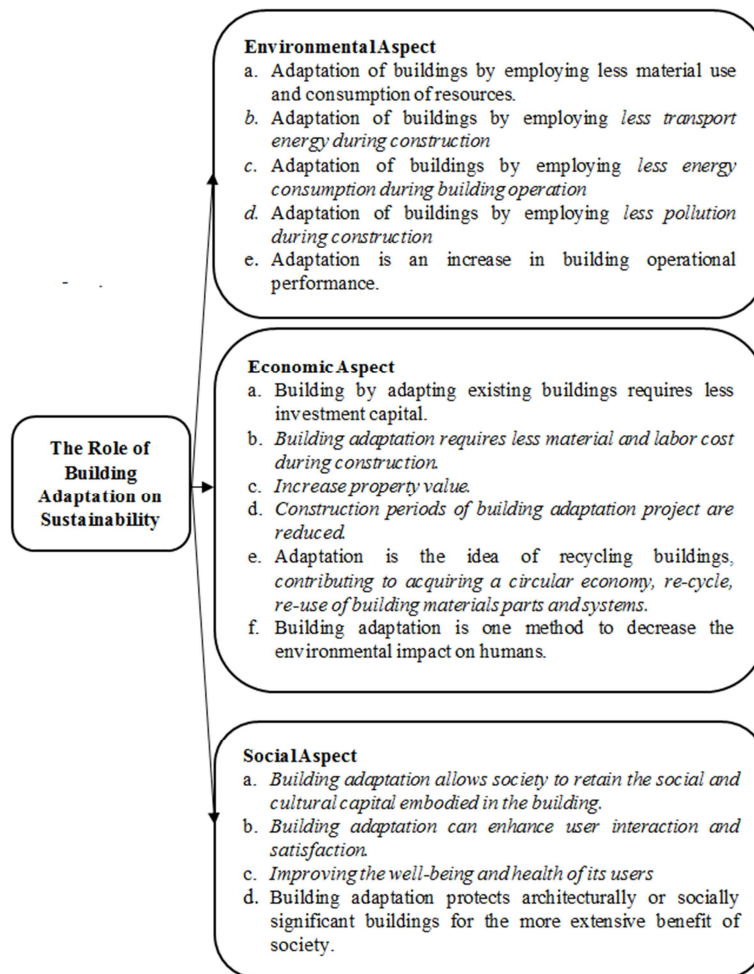 Environmental Aspect
a. Adaptation of buildings by employing less material use
and consumption of resources.
b. Adaptation of buildings by employing less transport
energy during construction
c. Adaptation of buildings by employing less energy
consumption during building operation
d. Adaptation of buildings by employing less pollution
during construction
e. Adaptation is an increase in building operational
performance.
The Role of
Building
Adaptation on
Sustainability
Economic Aspect
a. Building by adapting existing buildings requires less
investment capital.
b. Building adaptation requires less material and labor cost
during construction.
c. Increase property value.
d. Construction periods of building adaptation project are
reduced.
e. Adaptation is the idea of recycling buildings,
contributing to acquiring a circular economy, re-cycle,
re-use of building materials parts and systems.
f. Building adaptation is one method to decrease the
environmental impact on humans.
Social Aspect
a. Building adaptation allows society to retain the social and
cultural capital embodied in the building.
b. Building adaptation can enhance user interaction and
satisfaction.
c. Improving the well-being and health of its users
d. Building adaptation protects architecturally or socially
significant buildings for the more extensive benefit of
society.